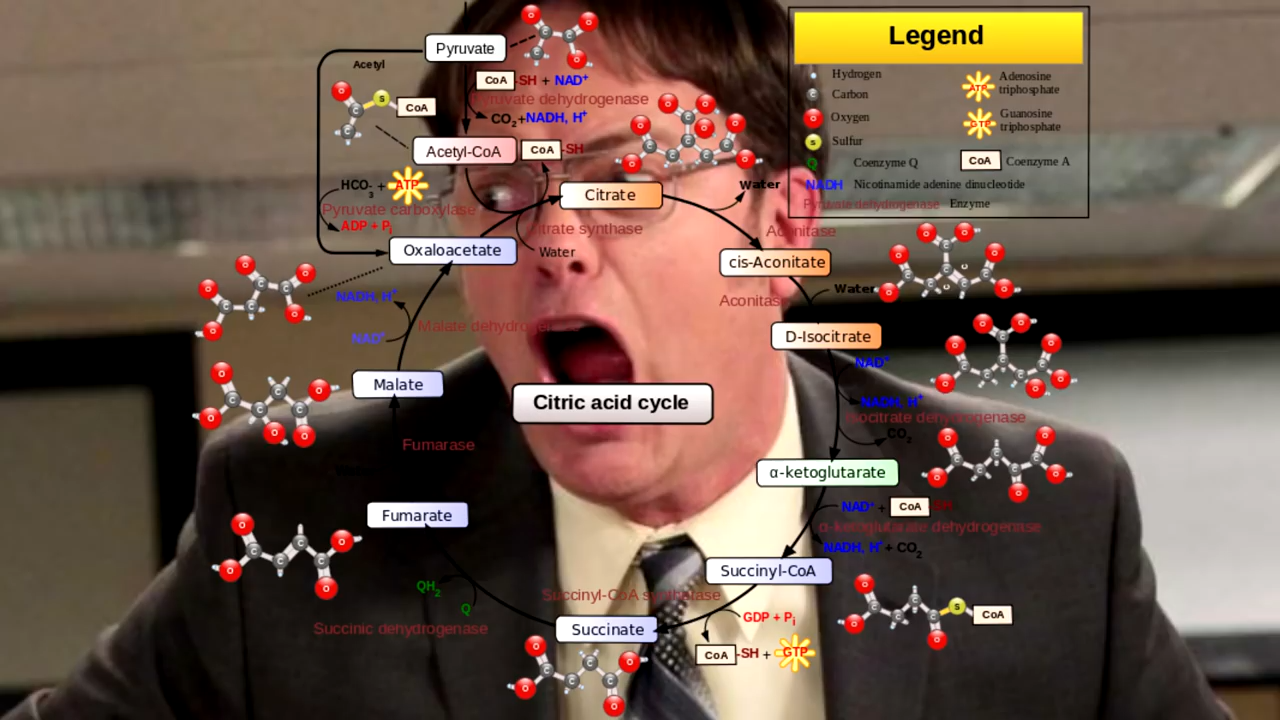 Pyruvate
Legend
Hydrogen
Carbon
Oxygen
S Sulfur
Q Coenzyme Q
NADH Nicotinamide adenine dinucleotide
Pyruvate dehydrogenase Enzyme
ATP Adenosine
triphosphate
GTP Guanosine
triphosphate
CoA Coenzyme A
Acetyl
S CoA
CoA-SH + NAD⁺
Pyruvate dehydrogenase
CO₂+NADH, H⁺
Acetyl-CoA
CoA-SH
HCO₃- + ATP
Pyruvate carboxylase
ADP + Pᵢ
Citrate
Water
Citrate synthase
Aconitase
Oxaloacetate
Water
cis-Aconitate
NADH, H⁺
Aconitase
Water
NAD⁺
Malate dehydrogen
D-Isocitrate
NAD⁺
Malate
NADH, H⁺
Citric acid cycle
Isocitrate dehydrogenase
CO₂
Fumarase
α-ketoglutarate
Fumarate
NAD⁺ + CoA-SH
α-ketoglutarate dehydrogenase
NADH, H⁺+ CO₂
Succinyl-CoA
QH₂
Q
Succinyl-CoA synthetase
S CoA
Succinic dehydrogenase
Succinate
GDP + Pᵢ
CoA-SH + GTP